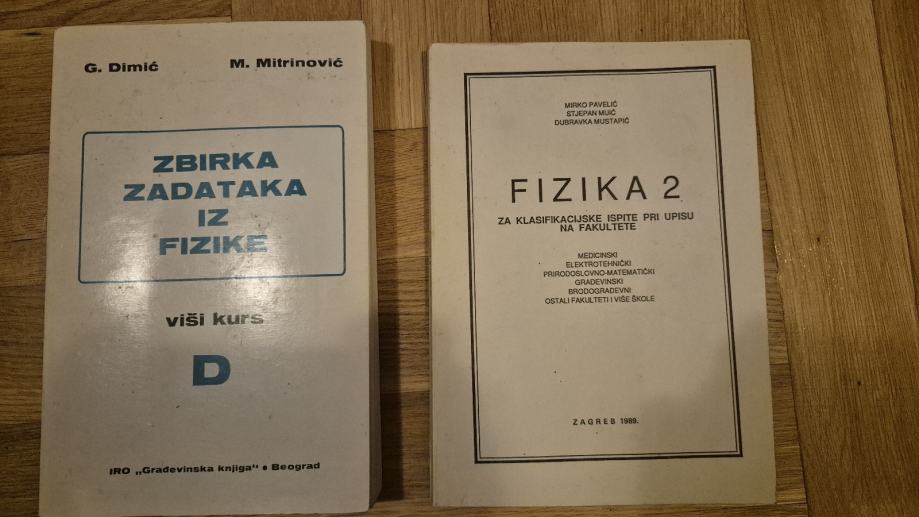 G. Dimić M. Mitrinović
ZBIRKA
ZADATAKA
IZ
FIZIKE
viši kurs
D
IRO „Građevinska knjiga“ • Beograd
MIRKO PAVELIĆ
STJEPAN MUIĆ
DUBRAVKA MUSTAPIĆ
FIZIKA 2
ZA KLASIFIKACIJSKE ISPITE PRI UPISU
NA FAKULTETE
MEDICINSKI
ELEKTROTEHNIČKI
PRIRODOSLOVNO-MATEMATIČKI
GRAĐEVINSKI
BRODOGRAĐEVNI
OSTALI FAKULTETI I VIŠE ŠKOLE
ZAGREB 1989.